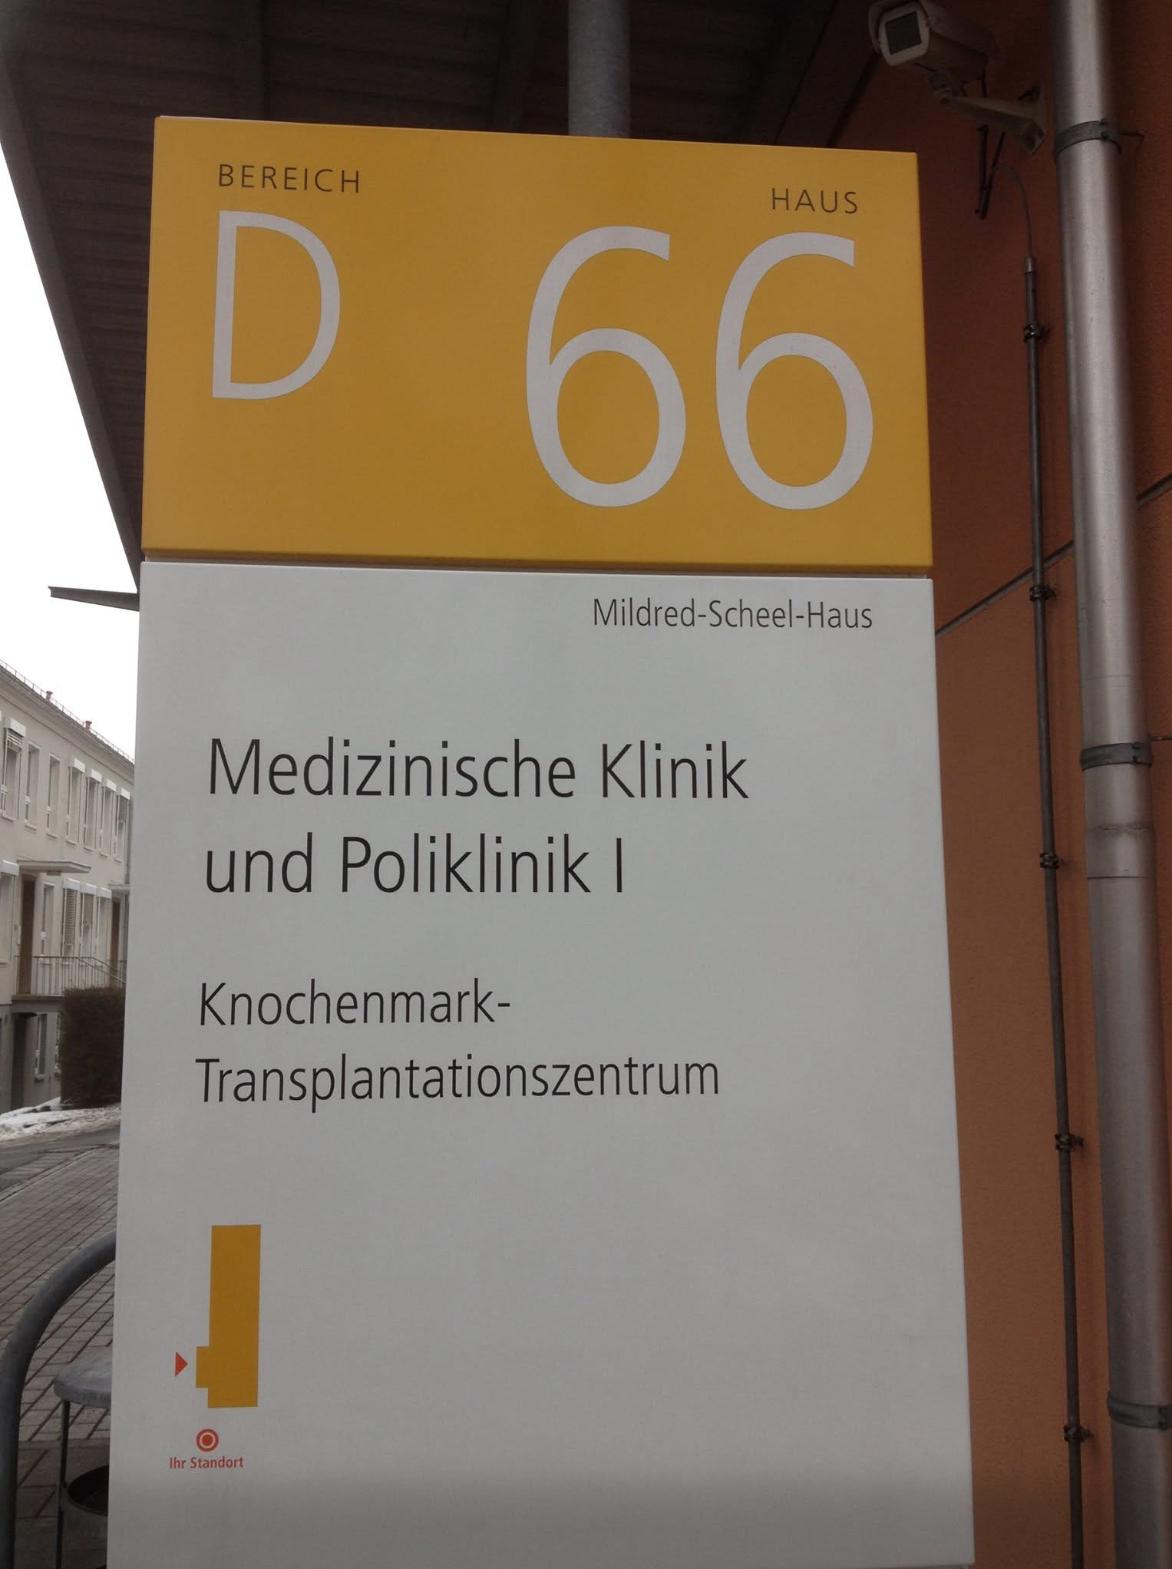 BEREICH
HAUS
D 66
Mildred-Scheel-Haus
Medizinische Klinik
und Poliklinik I
Knochenmark-
Transplantationszentrum
Ihr Standort